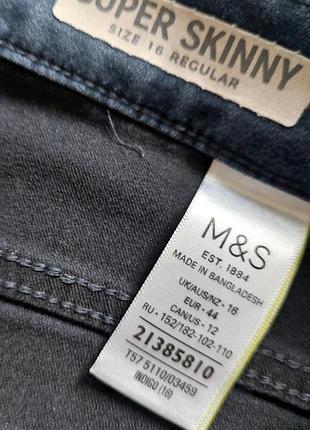 SUPER SKINNY
SIZE 16 REGULAR
M&S
EST. 1884
MADE IN BANGLADESH
UK/AUS/NZ · 16
EUR · 44
CAN/US · 12
RU · 152/182-102-110
21385810
T57 5110/03459
INDIGO (16)